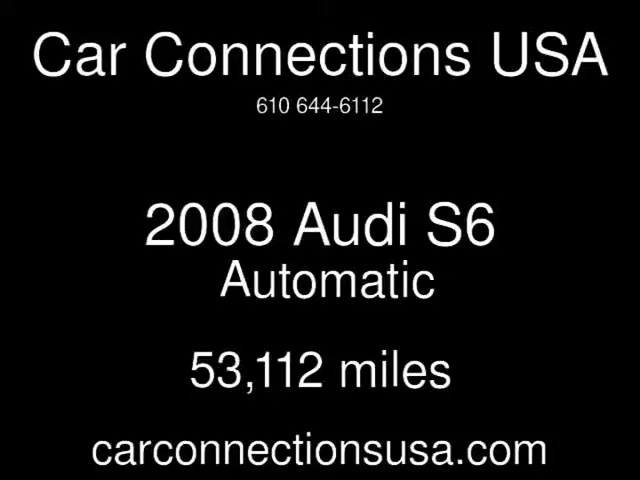 Car Connections USA
610 644-6112
2008 Audi S6
Automatic
53,112 miles
carconnectionsusa.com